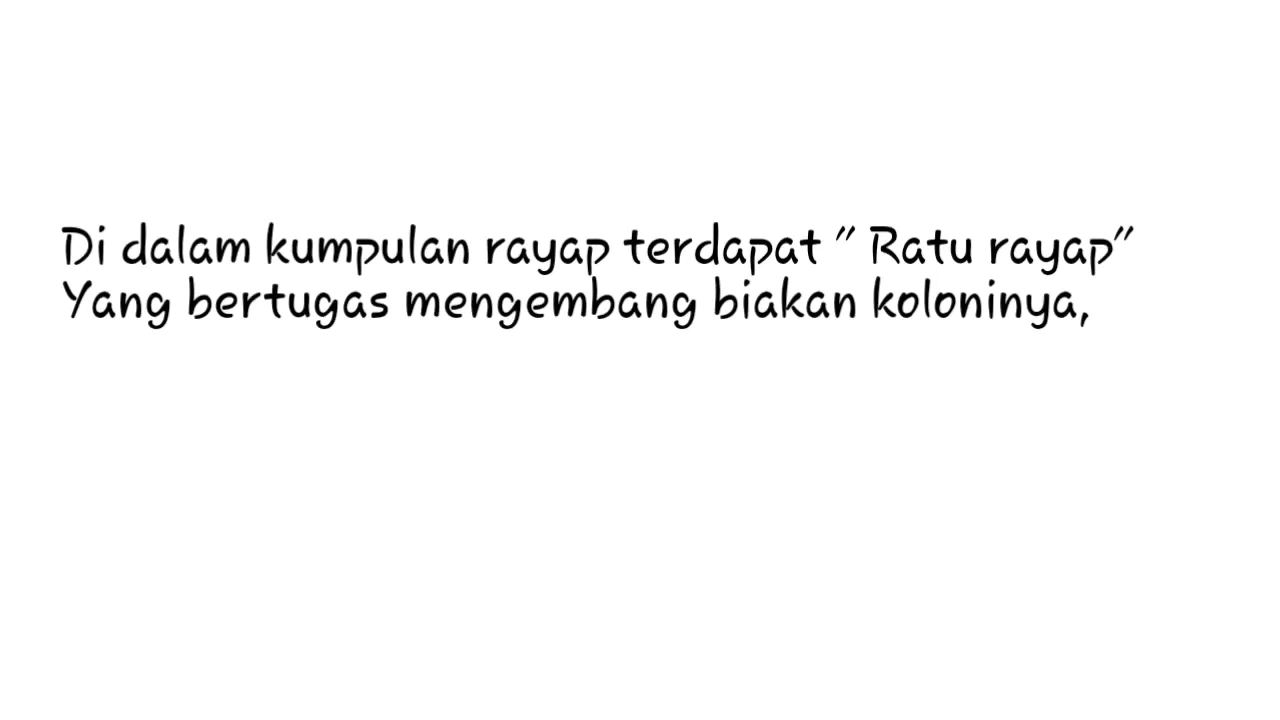 Di dalam kumpulan rayap terdapat " Ratu rayap"
Yang bertugas mengembang biakan koloninya,